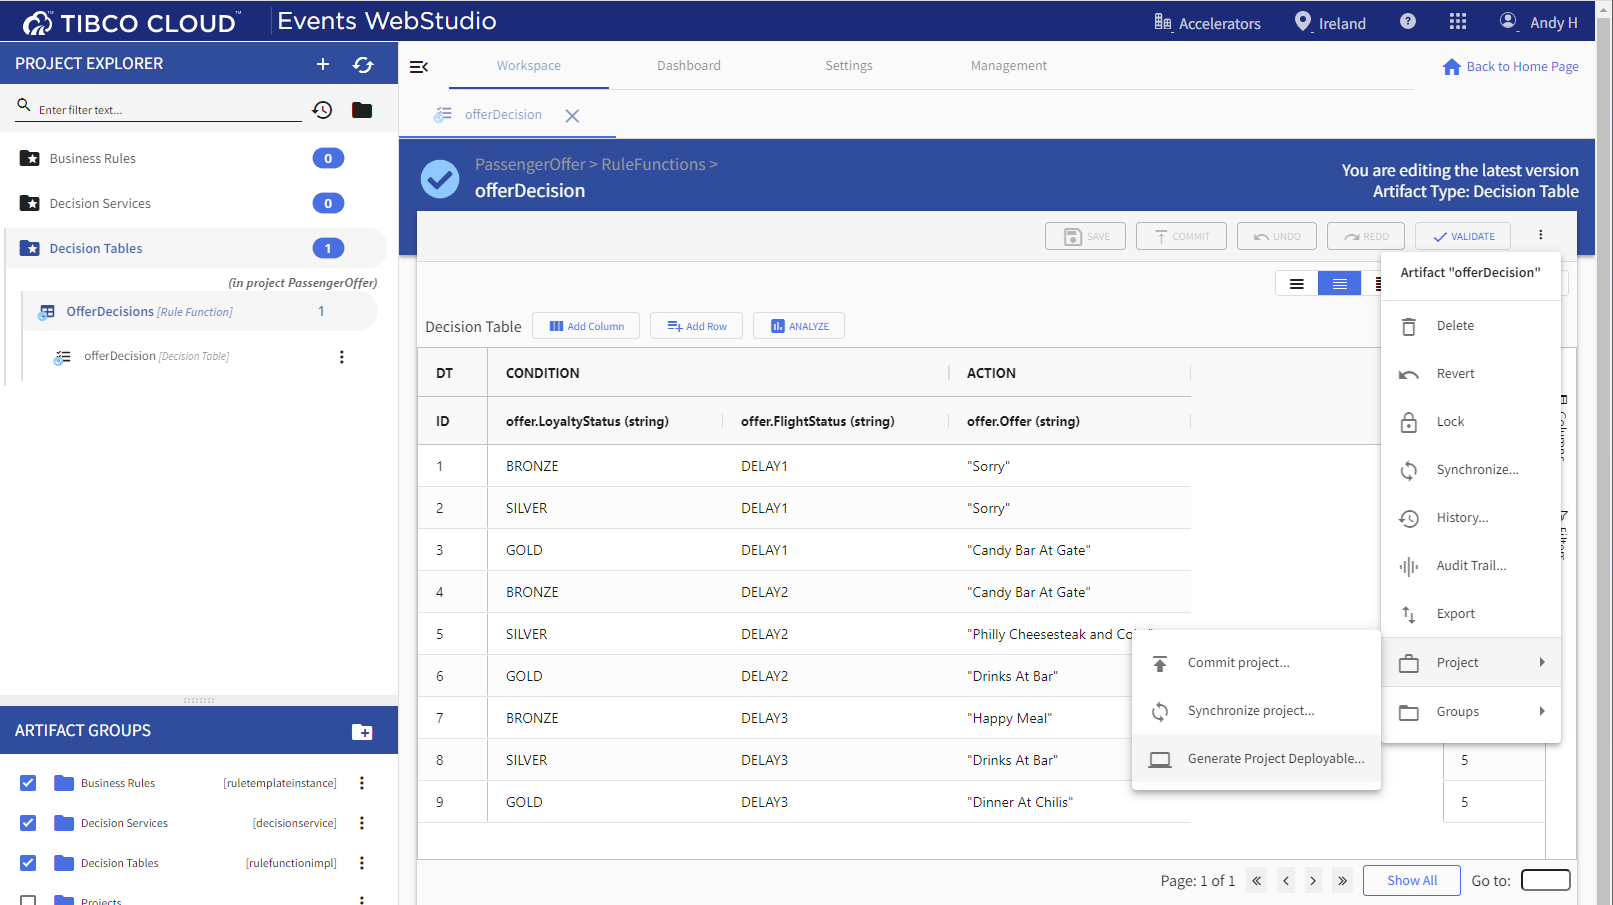 TIBCO CLOUD™ Events WebStudio
Accelerators Ireland ? Andy H
PROJECT EXPLORER
Workspace Dashboard Settings Management Back to Home Page
Enter filter text...
offerDecision
Business Rules 0
Decision Services 0
Decision Tables 1
(in project PassengerOffer)
OfferDecisions [Rule Function] 1
offerDecision [Decision Table]
PassengerOffer > RuleFunctions >
offerDecision
You are editing the latest version
Artifact Type: Decision Table
SAVE COMMIT UNDO REDO VALIDATE
Decision Table Add Column Add Row ANALYZE
DT CONDITION ACTION
ID offer.LoyaltyStatus (string) offer.FlightStatus (string) offer.Offer (string)
1 BRONZE DELAY1 "Sorry"
2 SILVER DELAY1 "Sorry"
3 GOLD DELAY1 "Candy Bar At Gate"
4 BRONZE DELAY2 "Candy Bar At Gate"
5 SILVER DELAY2 "Philly Cheesesteak and
6 GOLD DELAY2 "Drinks At Bar"
7 BRONZE DELAY3 "Happy Meal"
8 SILVER DELAY3 "Drinks At Bar" 5
9 GOLD DELAY3 "Dinner At Chilis" 5
Artifact "offerDecision"
Delete
Revert
Lock
Synchronize...
History...
Audit Trail...
Export
Project
Groups
Commit project...
Synchronize project...
Generate Project Deployable...
Page: 1 of 1 « < > » Show All Go to:
ARTIFACT GROUPS
Business Rules [ruletemplateinstance]
Decision Services [decisionservice]
Decision Tables [rulefunctionimpl]
Projects